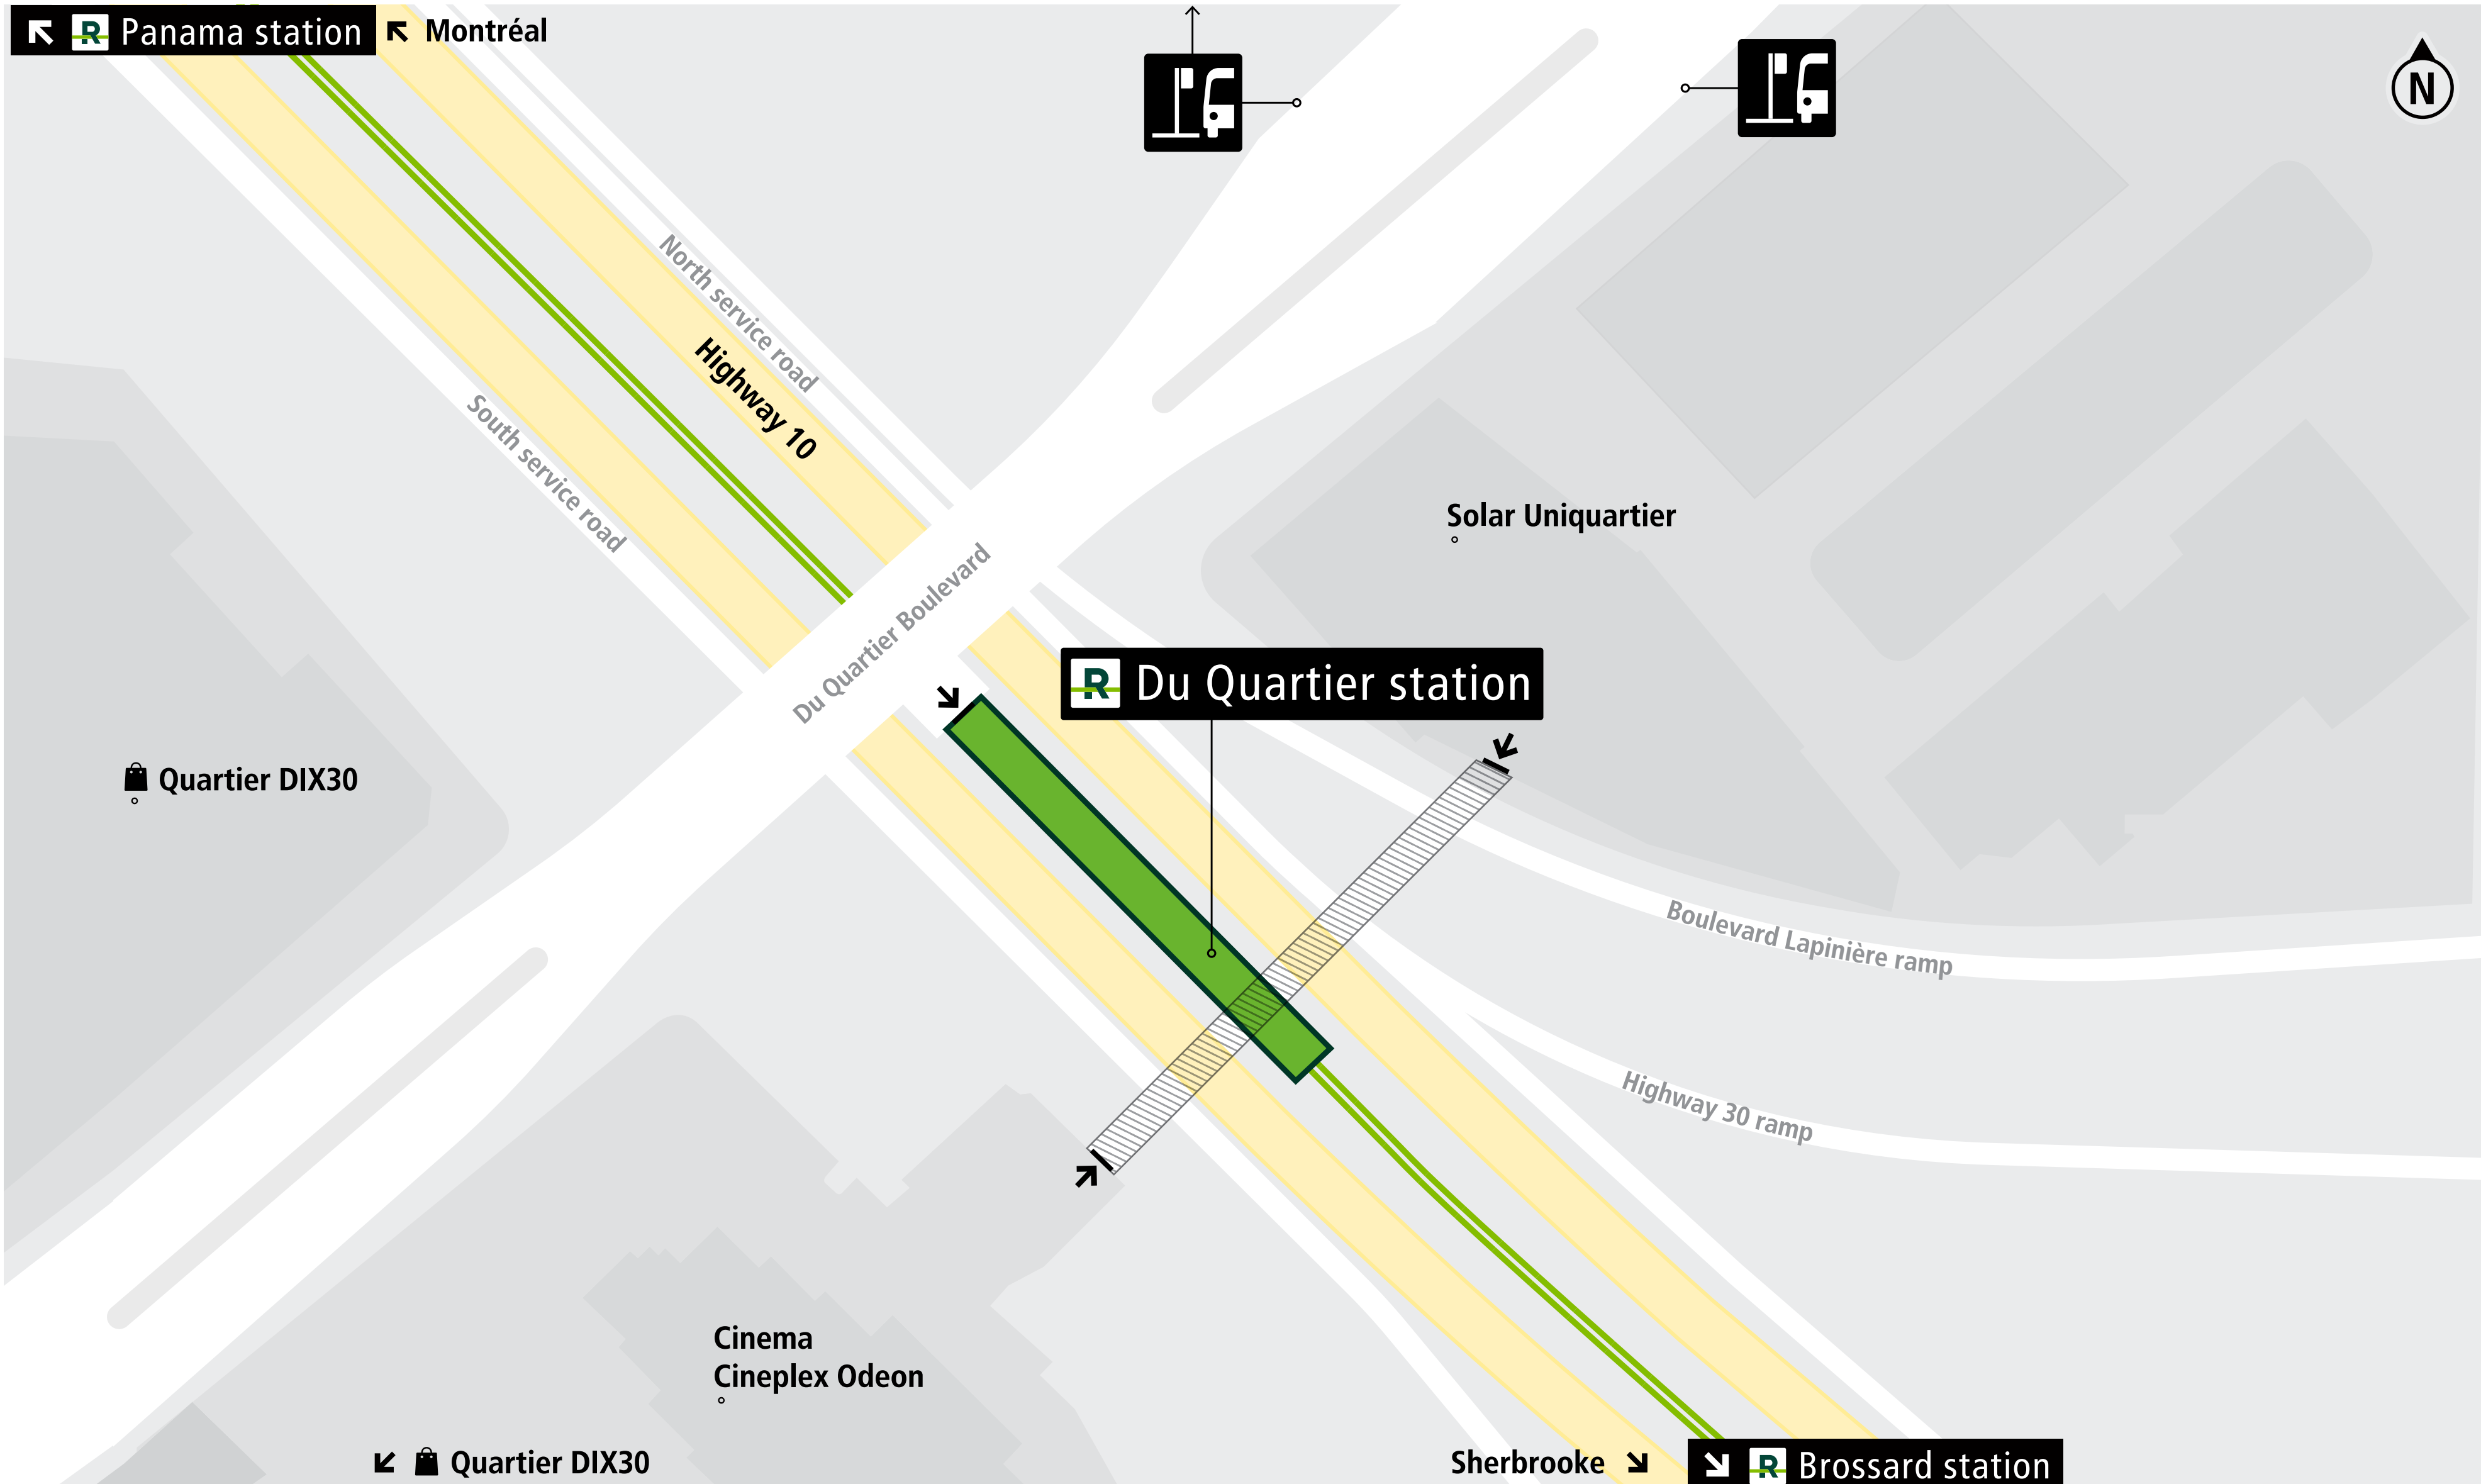 R Panama station
Montréal
N
North service road
Highway 10
South service road
Solar Uniquartier
Du Quartier Boulevard
R Du Quartier station
Quartier DIX30
Boulevard Lapinière ramp
Highway 30 ramp
Cinema
Cineplex Odeon
Quartier DIX30
Sherbrooke
R Brossard station